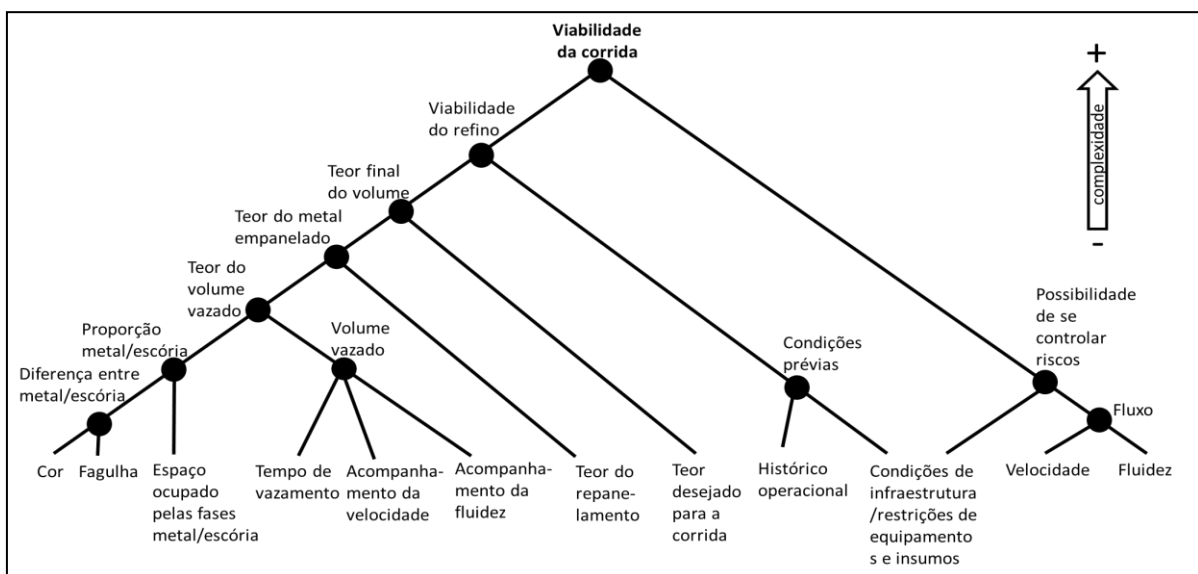 Viabilidade
da corrida
+
complexidade
-
Viabilidade
do refino
Teor final
do volume
Teor do metal
empanelado
Teor do
volume
vazado
Possibilidade
de se
controlar
riscos
Proporção
metal/escória
Volume
vazado
Condições
prévias
Diferença entre
metal/escória
Fluxo
Cor
Fagulha
Espaço
ocupado
pelas fases
metal/escória
Tempo de
vazamento
Acompanha-
mento da
velocidade
Acompanha-
mento da
fluidez
Teor do
repane-
lamento
Teor
desejado
para a
corrida
Histórico
operacional
Condições de
infraestrutura
/restrições de
equipamento
s e insumos
Velocidade
Fluidez